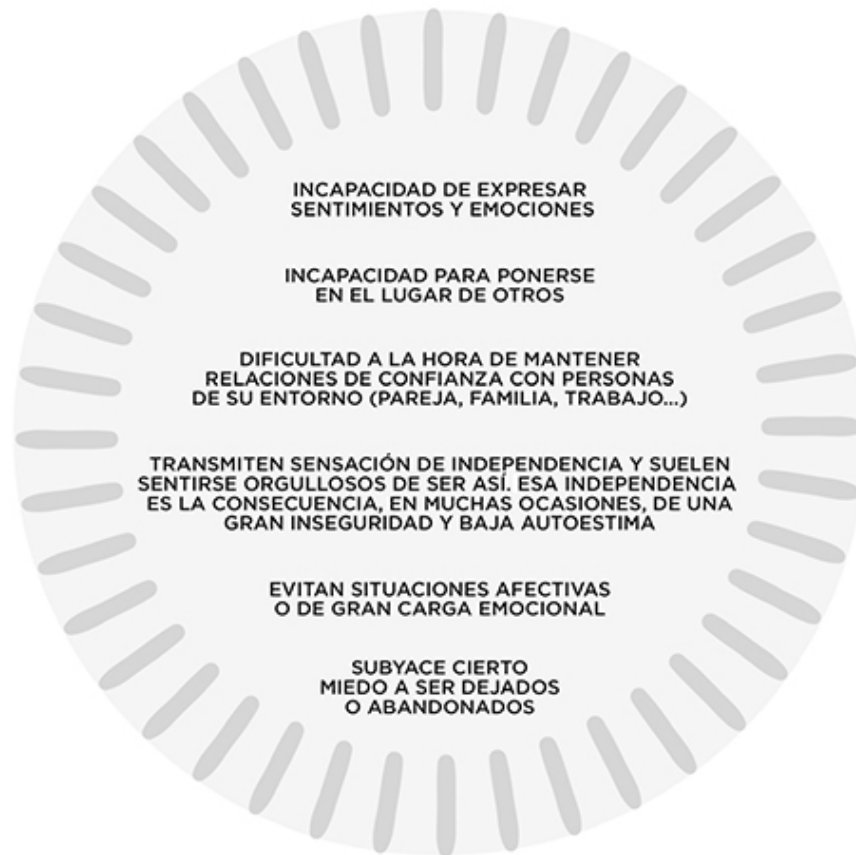 INCAPACIDAD DE EXPRESAR
SENTIMIENTOS Y EMOCIONES
INCAPACIDAD PARA PONERSE
EN EL LUGAR DE OTROS
DIFICULTAD A LA HORA DE MANTENER
RELACIONES DE CONFIANZA CON PERSONAS
DE SU ENTORNO (PAREJA, FAMILIA, TRABAJO...)
TRANSMITEN SENSACIÓN DE INDEPENDENCIA Y SUELEN
SENTIRSE ORGULLOSOS DE SER ASÍ. ESA INDEPENDENCIA
ES LA CONSECUENCIA, EN MUCHAS OCASIONES, DE UNA
GRAN INSEGURIDAD Y BAJA AUTOESTIMA
EVITAN SITUACIONES AFECTIVAS
O DE GRAN CARGA EMOCIONAL
SUBYACE CIERTO
MIEDO A SER DEJADOS
O ABANDONADOS